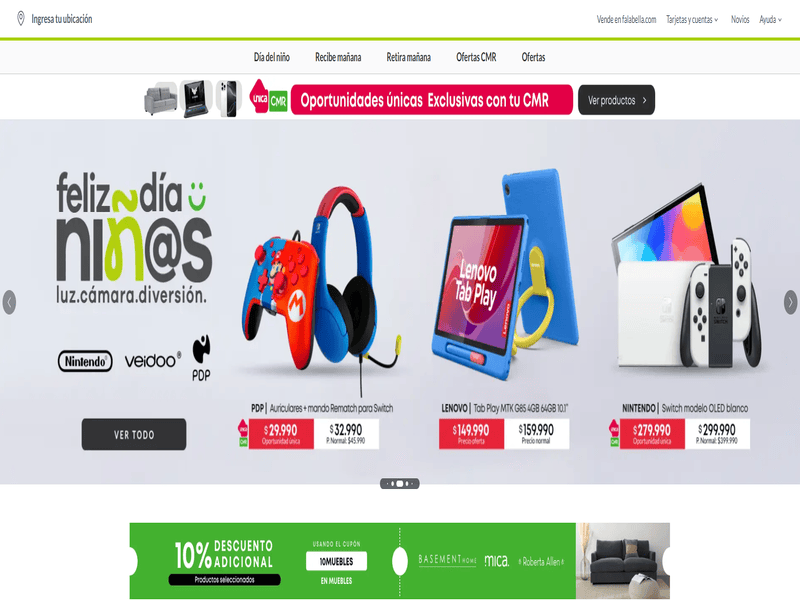 Ingresa tu ubicación
Vende en falabella.com Tarjetas y cuentas Novios Ayuda
Día del niño Recibe mañana Retira mañana Ofertas CMR Ofertas
única CMR Oportunidades únicas Exclusivas con tu CMR Ver productos
feliz día
niñ@s
luz.cámara.diversión.
Nintendo veidoo PDP
VER TODO
Lenovo
Tab Play
Lenovo
PDP | Auriculares + mando Rematch para Switch
$29.990 $32.990
Oportunidad única P. Normal: $45.990
LENOVO | Tab Play MTK G85 4GB 64GB 10.1"
$149.990 $159.990
Precio oferta Precio normal
NINTENDO | Switch modelo OLED blanco
$279.990 $299.990
Oportunidad única P. Normal: $399.990
10% DESCUENTO ADICIONAL
Productos seleccionados
USANDO EL CUPÓN
10MUEBLES
EN MUEBLES
BASEMENT HOME mica. Roberta Allen